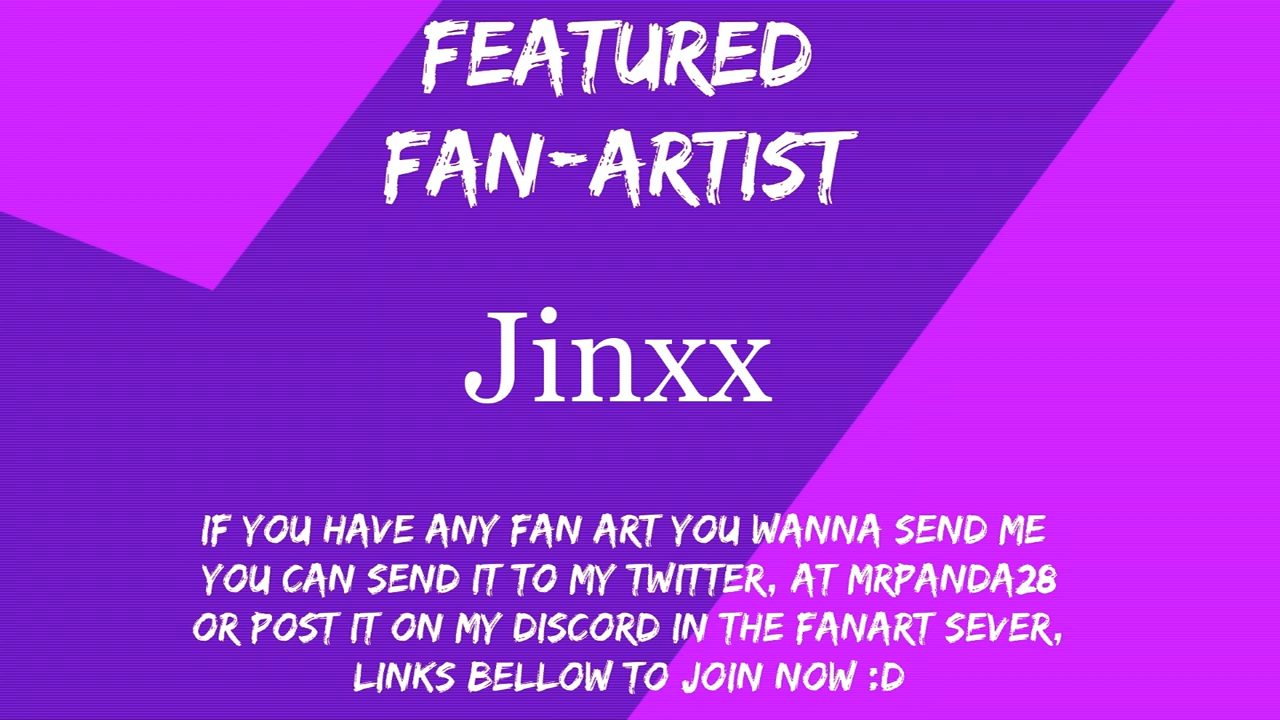 FEATURED
FAN-ARTIST
Jinxx
IF YOU HAVE ANY FAN ART YOU WANNA SEND ME
YOU CAN SEND IT TO MY TWITTER, AT MRPANDA28
OR POST IT ON MY DISCORD IN THE FANART SEVER,
LINKS BELLOW TO JOIN NOW :D